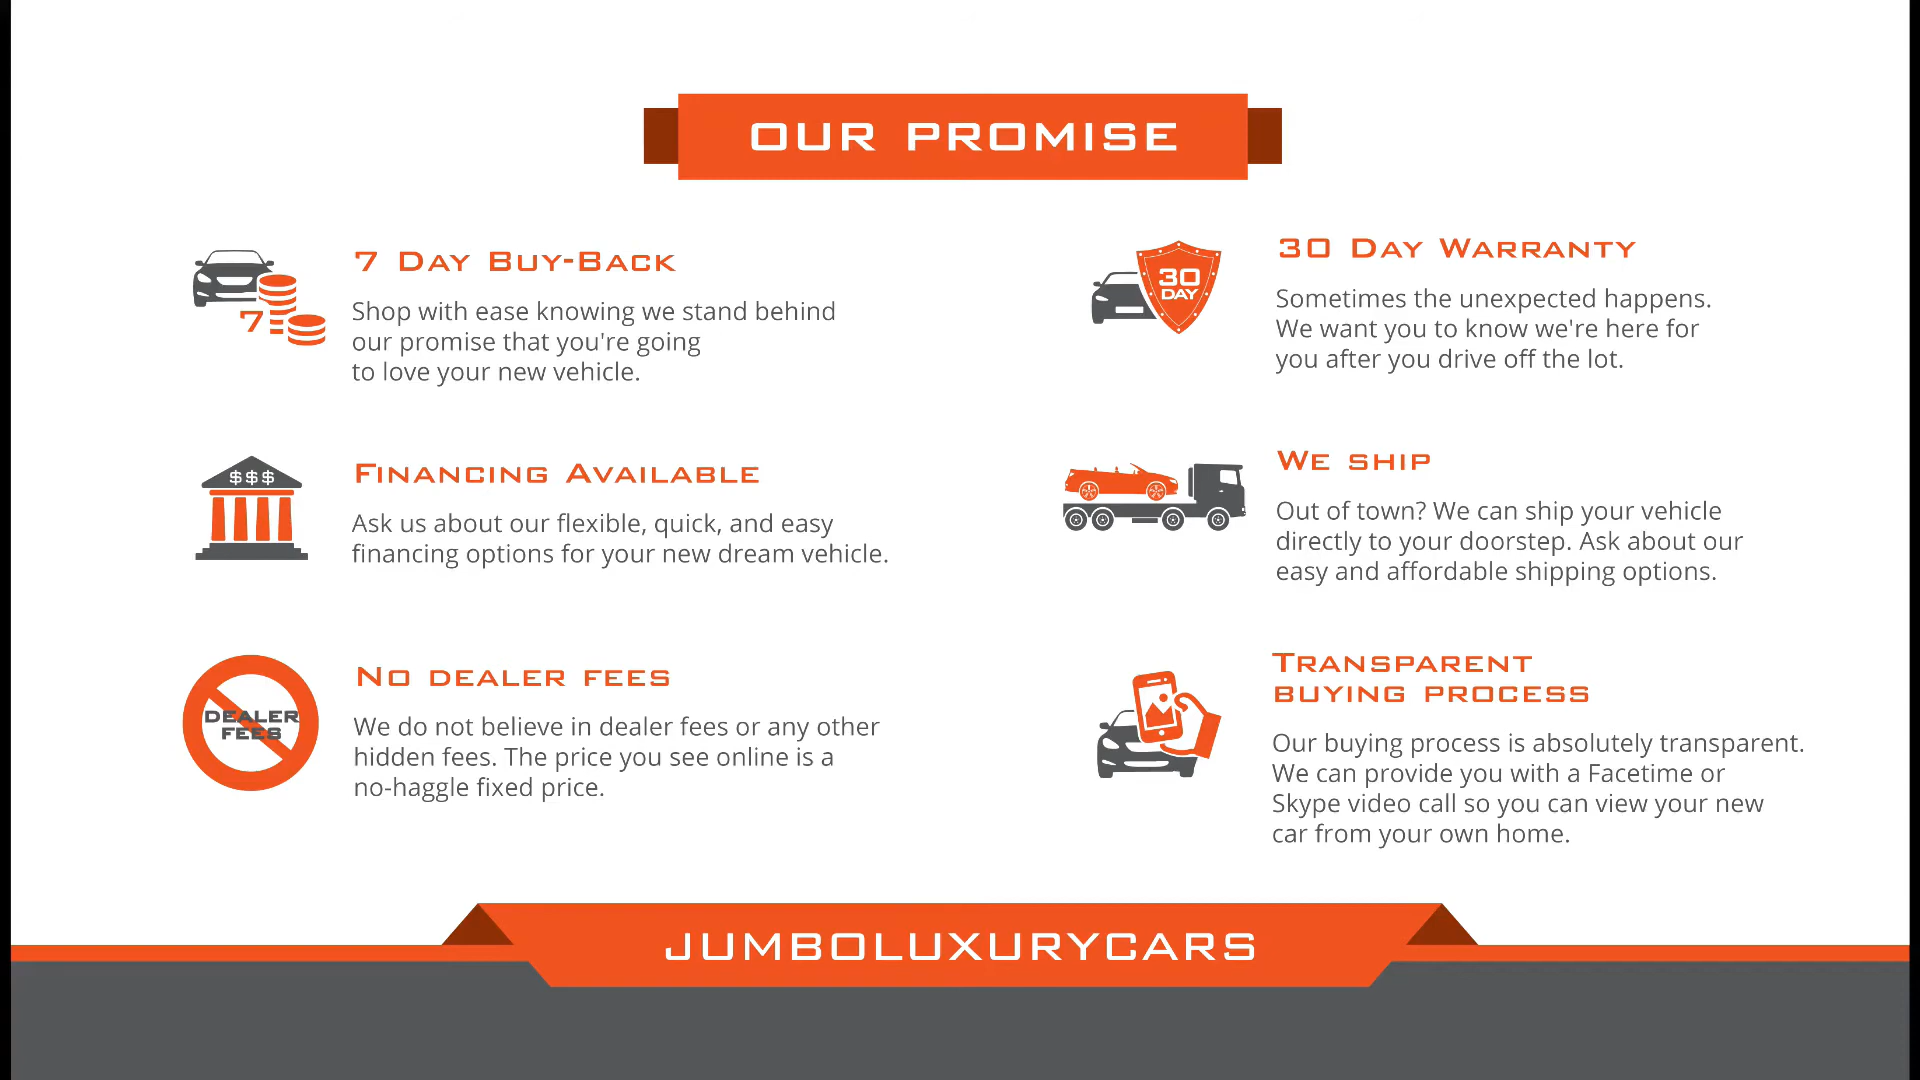 OUR PROMISE
7
7 DAY BUY-BACK
Shop with ease knowing we stand behind
our promise that you're going
to love your new vehicle.
$$$
FINANCING AVAILABLE
Ask us about our flexible, quick, and easy
financing options for your new dream vehicle.
DEALER
FEES
NO DEALER FEES
We do not believe in dealer fees or any other
hidden fees. The price you see online is a
no-haggle fixed price.
30
DAY
30 DAY WARRANTY
Sometimes the unexpected happens.
We want you to know we're here for
you after you drive off the lot.
WE SHIP
Out of town? We can ship your vehicle
directly to your doorstep. Ask about our
easy and affordable shipping options.
TRANSPARENT
BUYING PROCESS
Our buying process is absolutely transparent.
We can provide you with a Facetime or
Skype video call so you can view your new
car from your own home.
JUMBOLUXURYCARS